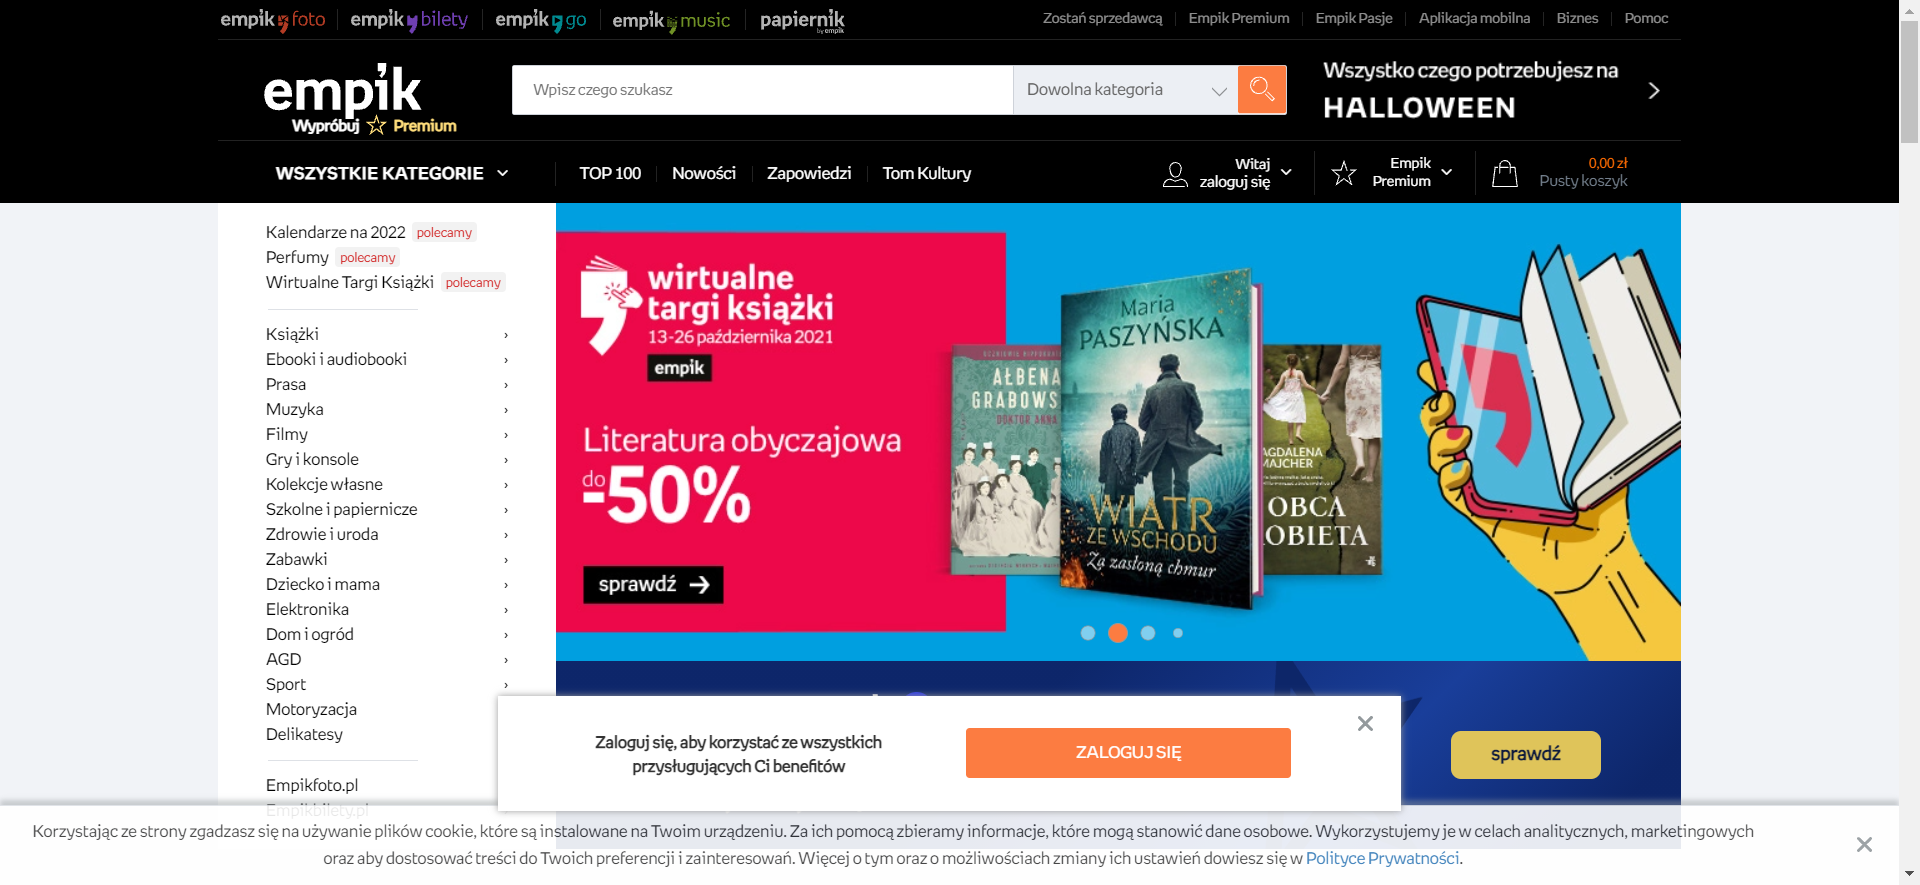 empik foto
empik bilety
empik go
empik music
papiernik
by empik
Zostań sprzedawcą
Empik Premium
Empik Pasje
Aplikacja mobilna
Biznes
Pomoc
empik
Wypróbuj Premium
Wpisz czego szukasz
Dowolna kategoria
Wszystko czego potrzebujesz na
HALLOWEEN
WSZYSTKIE KATEGORIE
TOP 100
Nowości
Zapowiedzi
Tom Kultury
Witaj
zaloguj się
Empik
Premium
0,00 zł
Pusty koszyk
Kalendarze na 2022 polecamy
Perfumy polecamy
Wirtualne Targi Książki polecamy
Książki
Ebooki i audiobooki
Prasa
Muzyka
Filmy
Gry i konsole
Kolekcje własne
Szkolne i papiernicze
Zdrowie i uroda
Zabawki
Dziecko i mama
Elektronika
Dom i ogród
AGD
Sport
Motoryzacja
Delikatesy
Empikfoto.pl
Empikbilety.pl
wirtualne
targi książki
13-26 października 2021
empik
Literatura obyczajowa
do
-50%
sprawdź
AŁBENA
GRABOWS
DOKTOR ANNA
Maria
PASZYŃSKA
WIATR
ZE WSCHODU
Za zasłoną chmur
AGDALENA
MAJCHER
OBCA
KOBIETA
sprawdź
Zaloguj się, aby korzystać ze wszystkich
przysługujących Ci benefitów
ZALOGUJ SIĘ
Korzystając ze strony zgadzasz się na używanie plików cookie, które są instalowane na Twoim urządzeniu. Za ich pomocą zbieramy informacje, które mogą stanowić dane osobowe. Wykorzystujemy je w celach analitycznych, marketingowych
oraz aby dostosować treści do Twoich preferencji i zainteresowań. Więcej o tym oraz o możliwościach zmiany ich ustawień dowiesz się w Polityce Prywatności.